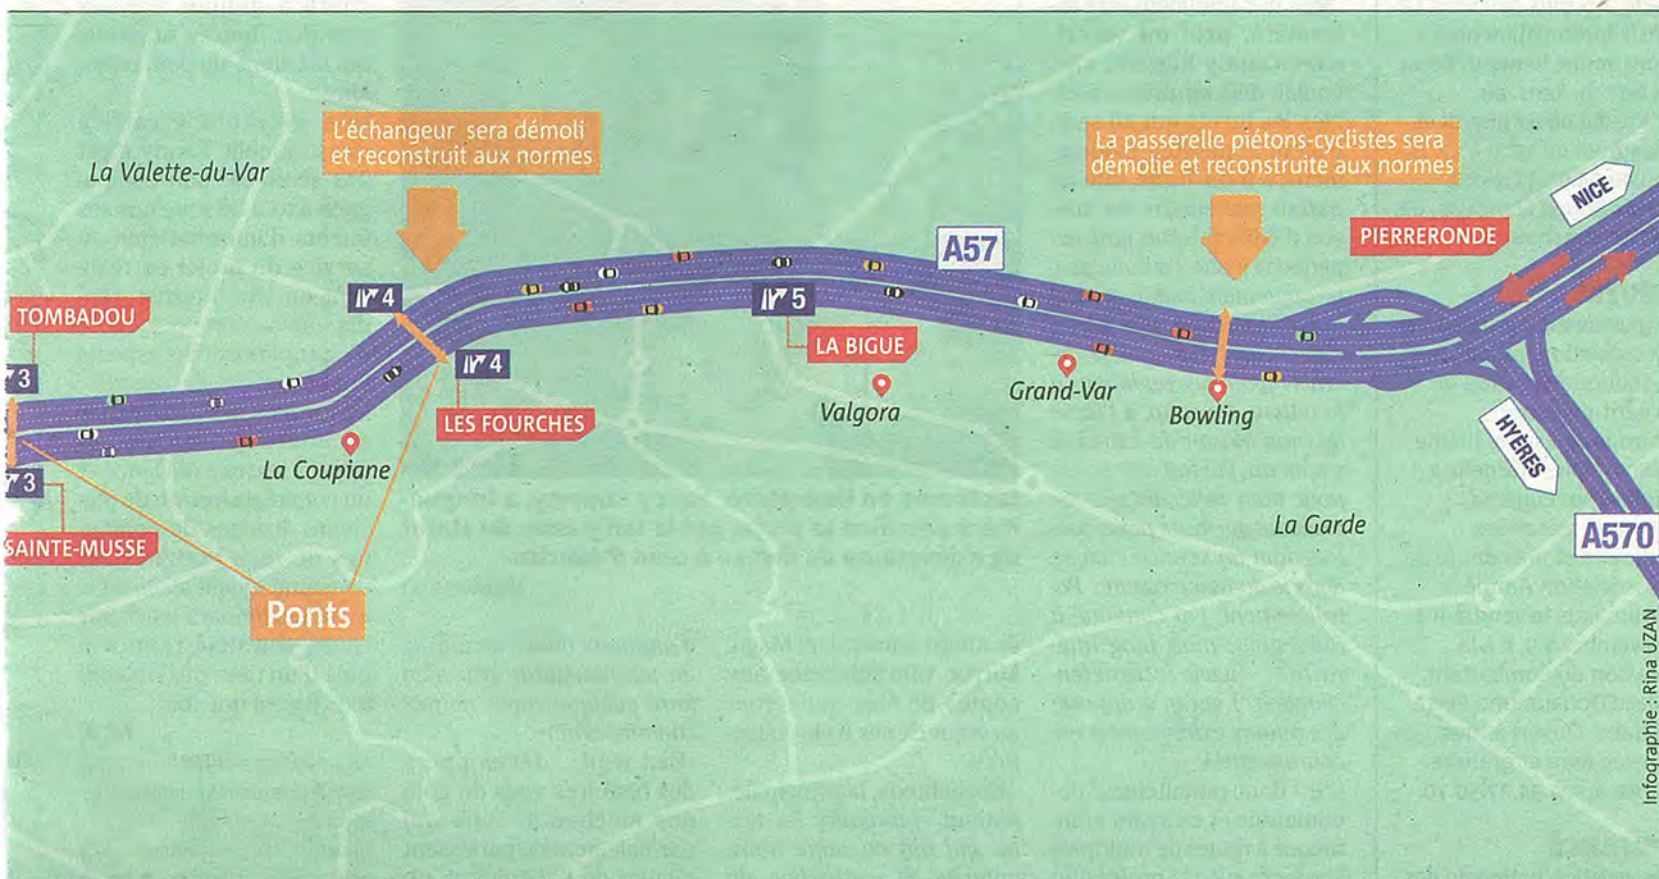 L'échangeur sera démoli
et reconstruit aux normes
La Valette-du-Var
La passerelle piétons-cyclistes sera
démolie et reconstruite aux normes
NICE
PIERRERONDE
A57
4
5
TOMBADOU
3
LA BIGUE
4
LES FOURCHES
Grand-Var
Valgora
Bowling
La Coupiane
HYÈRES
3
SAINTE-MUSSE
La Garde
A570
Ponts
Infographie : Rina UZAN